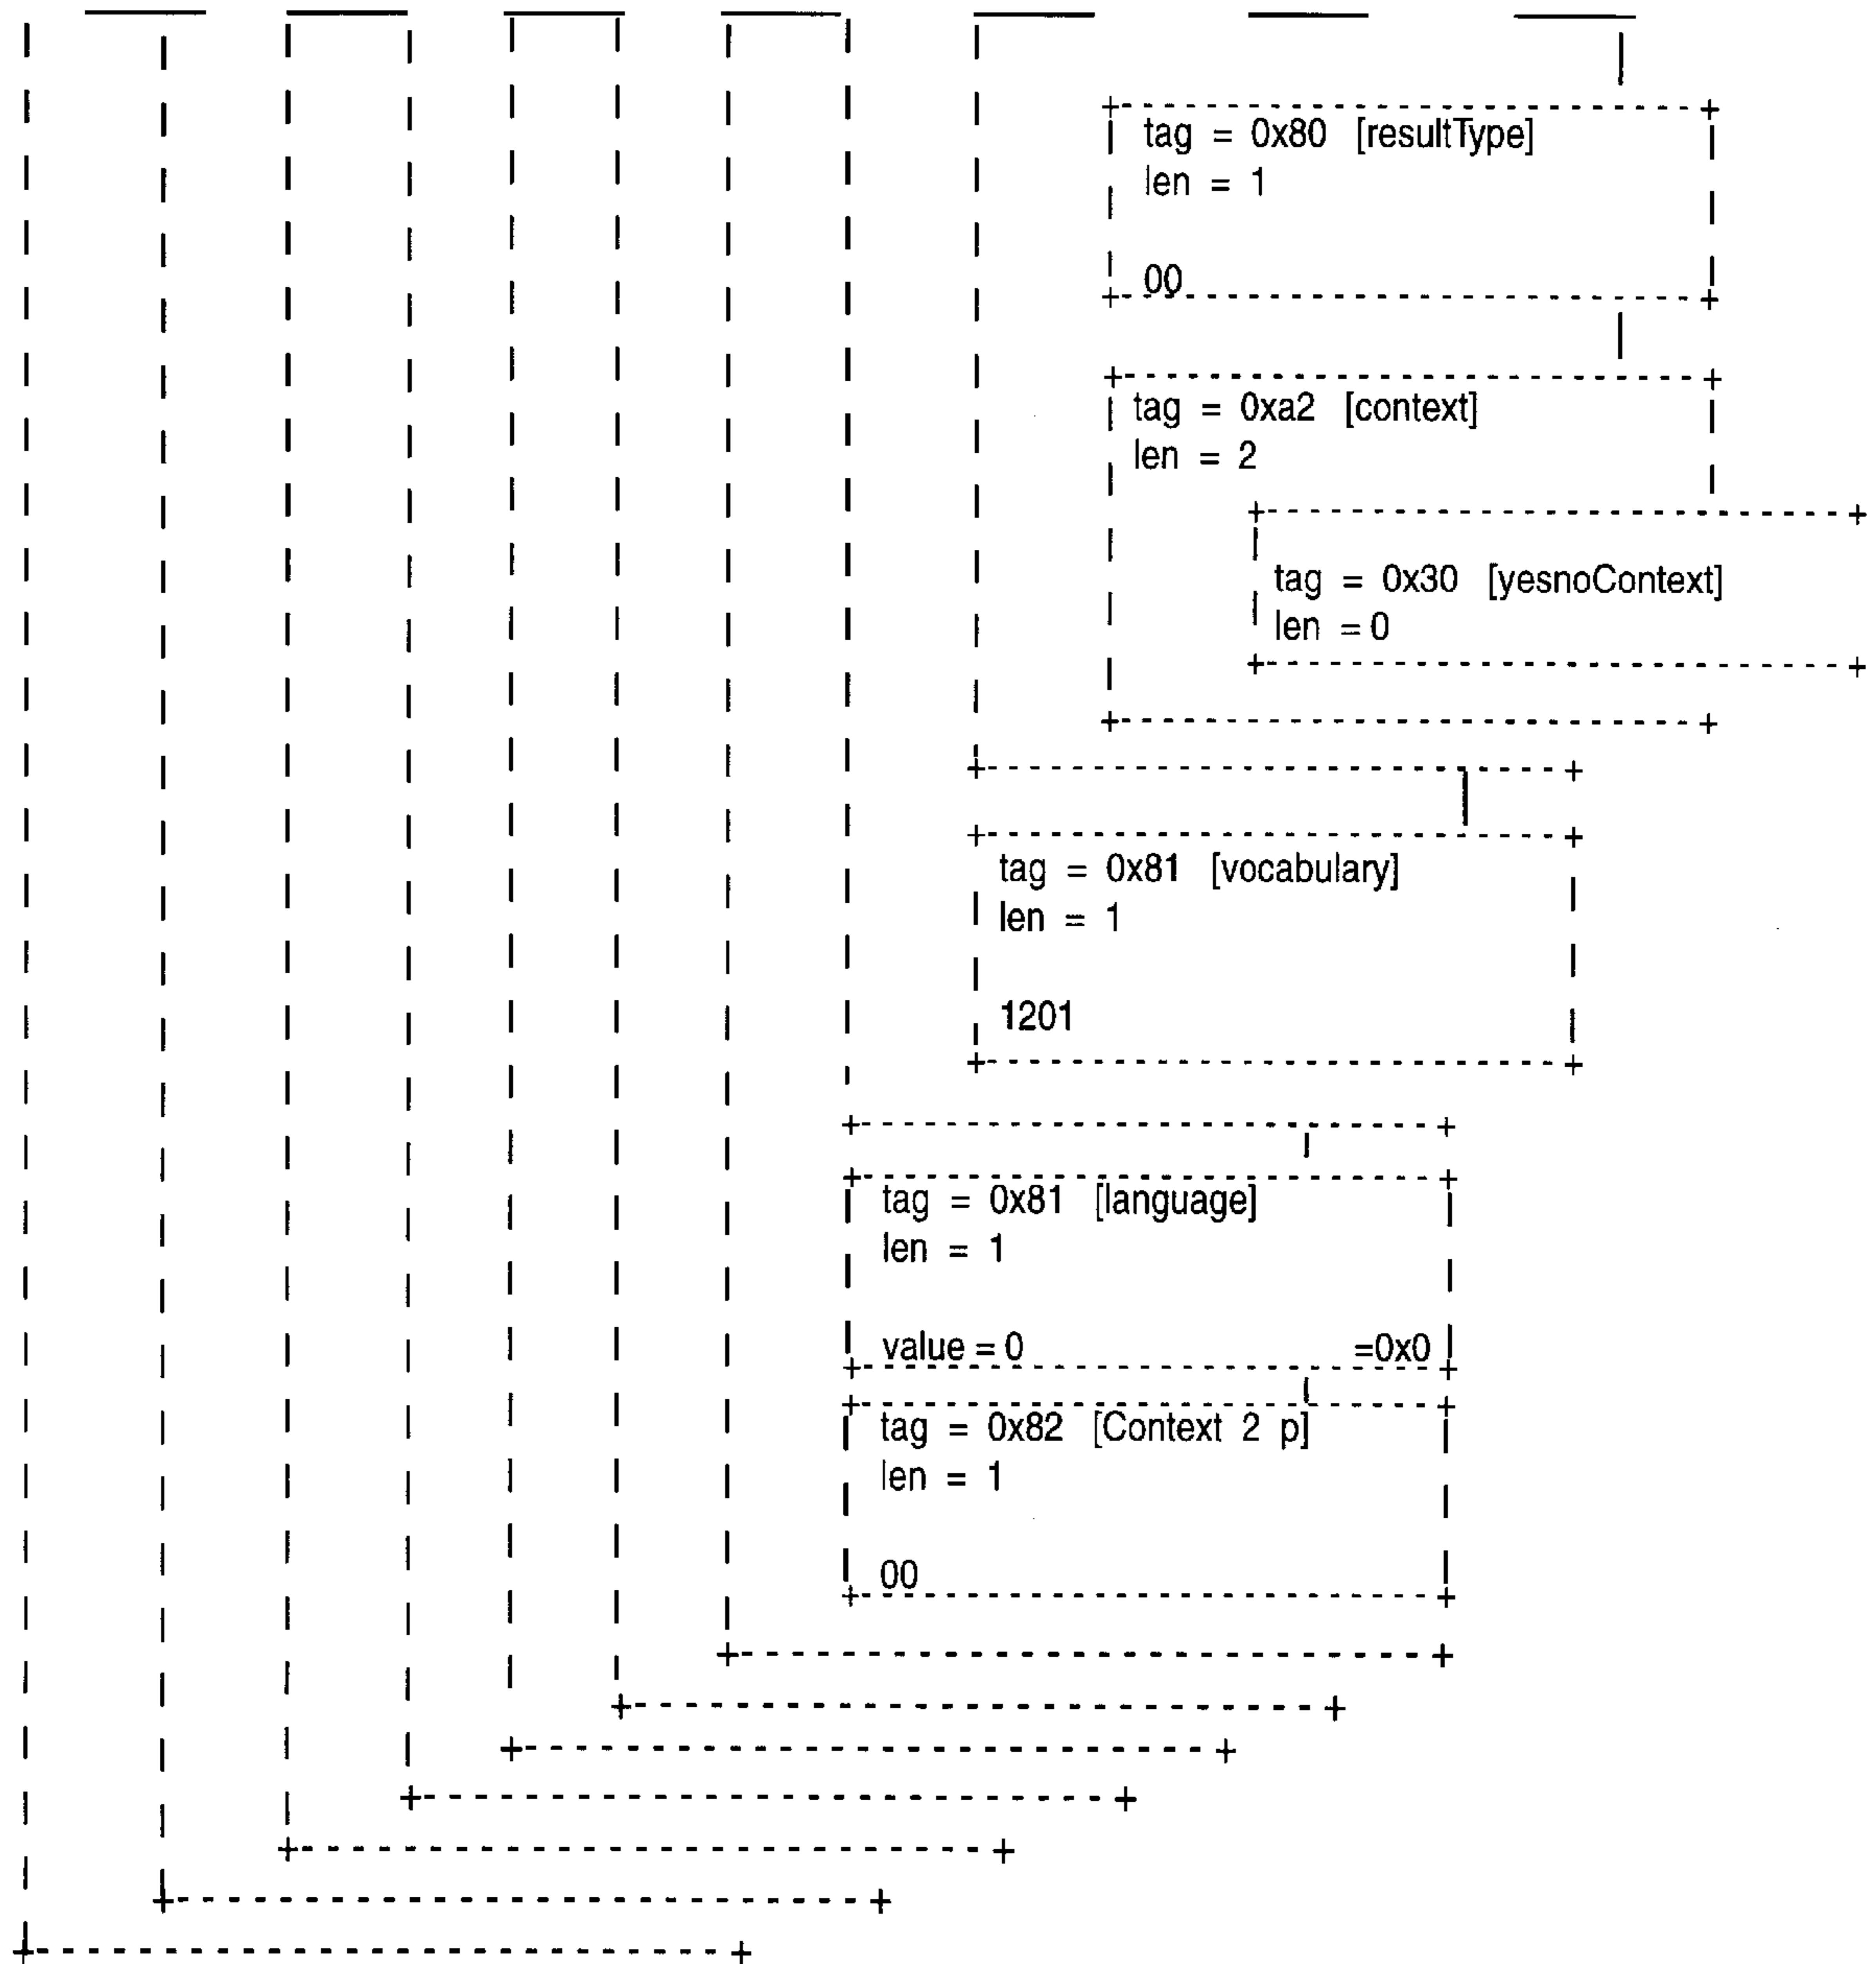 tag = 0x80 [resultType]
len = 1
00
tag = 0xa2 [context]
len = 2
tag = 0x30 [yesnoContext]
len = 0
tag = 0x81 [vocabulary]
len = 1
1201
tag = 0x81 [language]
len = 1
value = 0 =0x0
tag = 0x82 [Context 2 p]
len = 1
00